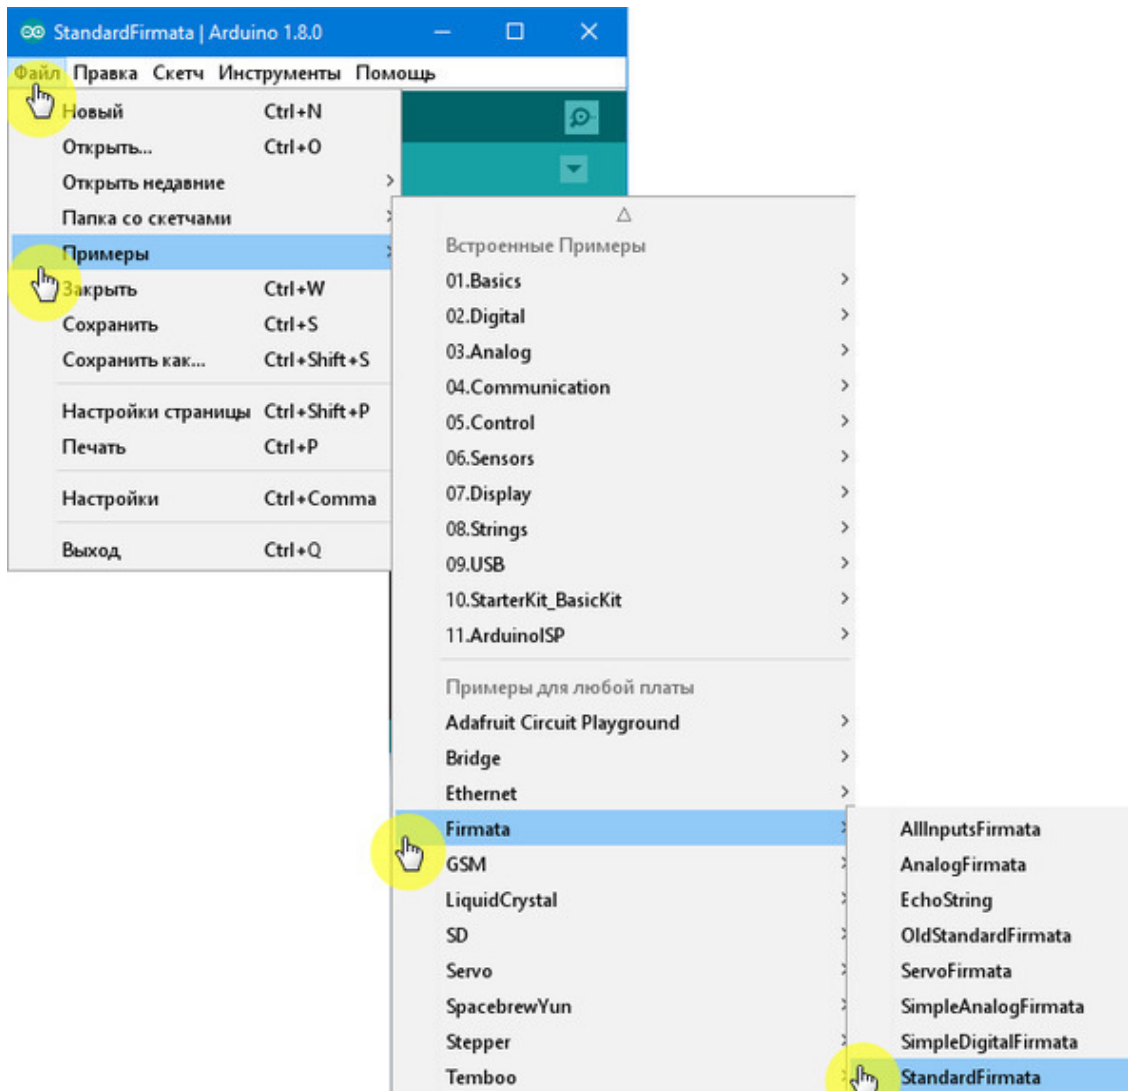 StandardFirmata | Arduino 1.8.0
Файл Правка Скетч Инструменты Помощь
Новый Ctrl+N
Открыть... Ctrl+O
Открыть недавние
Папка со скетчами
Примеры
Закрыть Ctrl+W
Сохранить Ctrl+S
Сохранить как... Ctrl+Shift+S
Настройки страницы Ctrl+Shift+P
Печать Ctrl+P
Настройки Ctrl+Comma
Выход Ctrl+Q
Встроенные Примеры
01.Basics
02.Digital
03.Analog
04.Communication
05.Control
06.Sensors
07.Display
08.Strings
09.USB
10.StarterKit_BasicKit
11.ArduinoISP
Примеры для любой платы
Adafruit Circuit Playground
Bridge
Ethernet
Firmata
GSM
LiquidCrystal
SD
Servo
SpacebrewYun
Stepper
Temboo
AllInputsFirmata
AnalogFirmata
EchoString
OldStandardFirmata
ServoFirmata
SimpleAnalogFirmata
SimpleDigitalFirmata
StandardFirmata